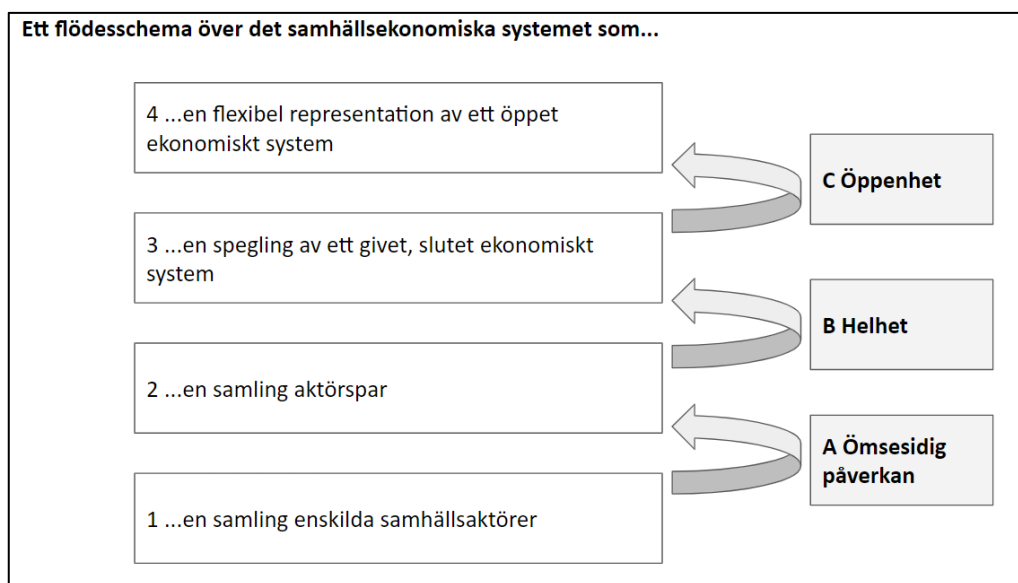 Ett flödesschema över det samhällsekonomiska systemet som...
4 ...en flexibel representation av ett öppet
ekonomiskt system
C Öppenhet
3 ...en spegling av ett givet, slutet ekonomiskt
system
B Helhet
2 ...en samling aktörspar
A Ömsesidig
påverkan
1 ...en samling enskilda samhällsaktörer